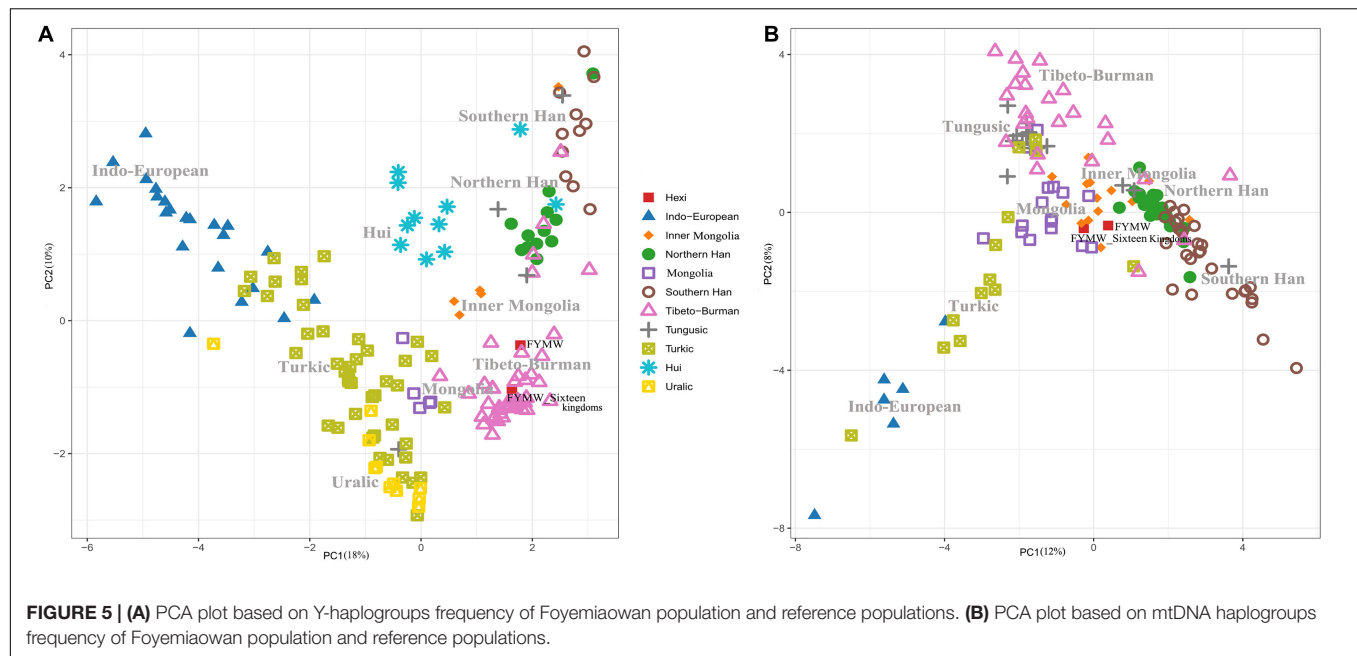 A
B
4
2
0
−2
−6
−4
−2
0
2
PC1(18%)
PC2(10%)
Southern Han
Indo-European
Northern Han
Hui
Inner Mongolia
FYMW
Turkic
Tibeto-Burman
Mongolia
FYMW_Sixteen
kingdoms
Uralic
Hexi
Indo−European
Inner Mongolia
Northern Han
Mongolia
Southern Han
Tibeto−Burman
Tungusic
Turkic
Hui
Uralic
4
0
−4
−8
−8
−4
0
4
PC1(12%)
PC2(8%)
Tibeto-Burman
Tungusic
Inner Mongolia
Northern Han
Mongolia
FYMW
FYMW_Sixteen Kingdoms
Southern Han
Turkic
Indo-European
FIGURE 5 | (A) PCA plot based on Y-haplogroups frequency of Foyemiaowan population and reference populations. (B) PCA plot based on mtDNA haplogroups
frequency of Foyemiaowan population and reference populations.